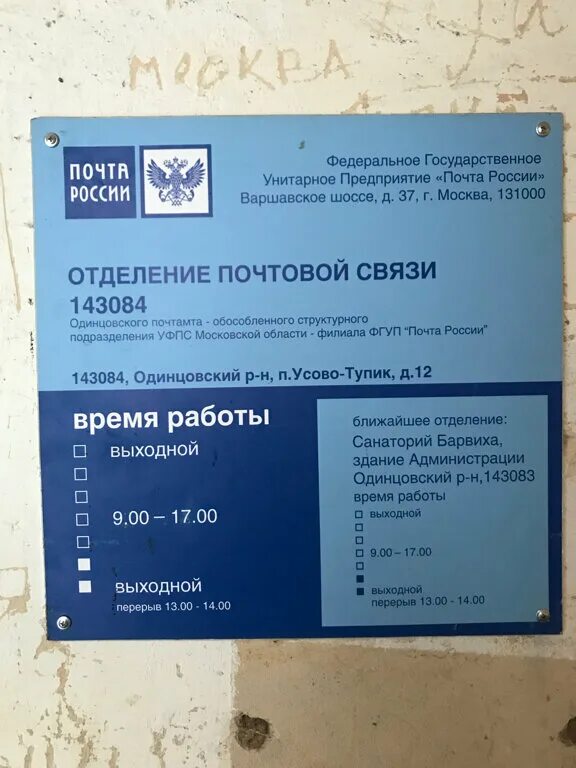 МОСКВА
ПОЧТА
РОССИИ
Федеральное Государственное
Унитарное Предприятие «Почта России»
Варшавское шоссе, д. 37, г. Москва, 131000
ОТДЕЛЕНИЕ ПОЧТОВОЙ СВЯЗИ
143084
Одинцовского почтамта - обособленного структурного
подразделения УФПС Московской области - филиала ФГУП "Почта России"
143084, Одинцовский р-н, п.Усово-Тупик, д.12
время работы
выходной
9.00 – 17.00
выходной
перерыв 13.00 - 14.00
ближайшее отделение:
Санаторий Барвиха,
здание Администрации
Одинцовский р-н,143083
время работы
выходной
9.00 – 17.00
выходной
перерыв 13.00 - 14.00